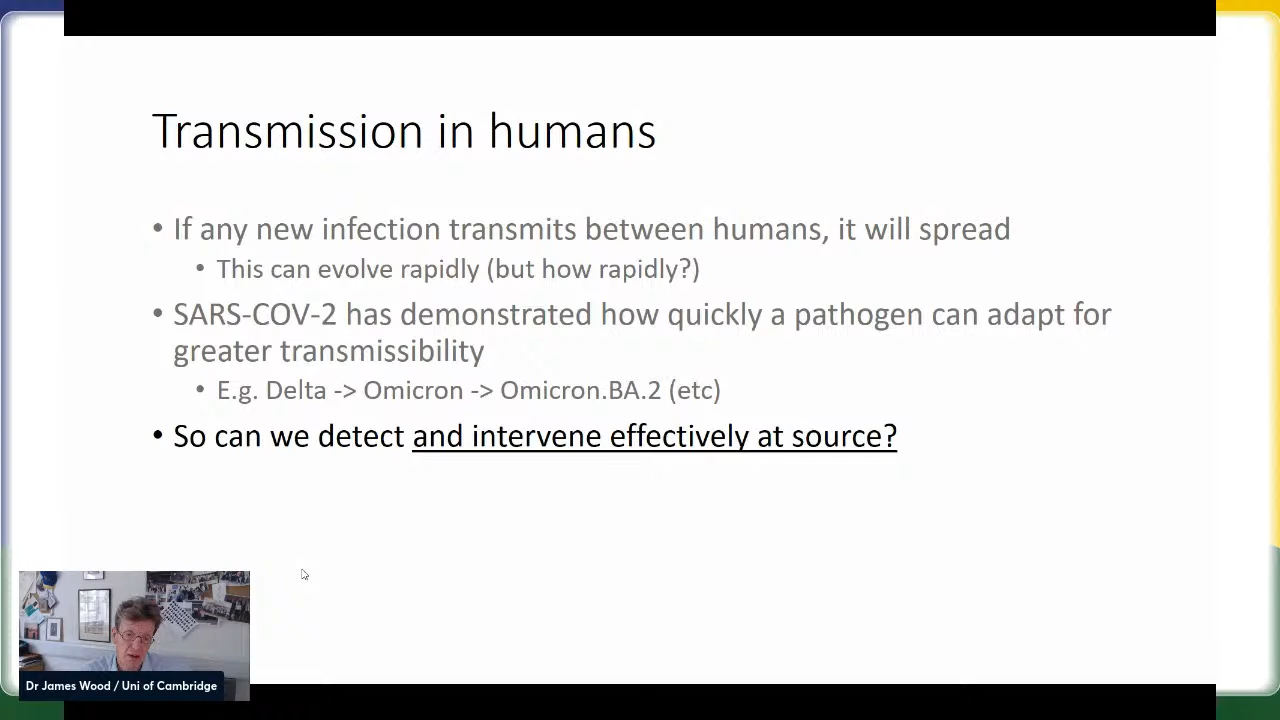 Transmission in humans
• If any new infection transmits between humans, it will spread
• This can evolve rapidly (but how rapidly?)
• SARS-COV-2 has demonstrated how quickly a pathogen can adapt for
greater transmissibility
• E.g. Delta -> Omicron -> Omicron.BA.2 (etc)
• So can we detect and intervene effectively at source?
Dr James Wood / Uni of Cambridge